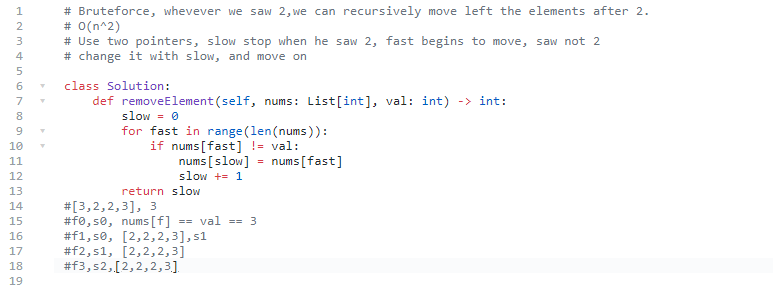 1 # Bruteforce, whevever we saw 2,we can recursively move left the elements after 2.
2 # O(n^2)
3 # Use two pointers, slow stop when he saw 2, fast begins to move, saw not 2
4 # change it with slow, and move on
5
6 class Solution:
7 def removeElement(self, nums: List[int], val: int) -> int:
8 slow = 0
9 for fast in range(len(nums)):
10 if nums[fast] != val:
11 nums[slow] = nums[fast]
12 slow += 1
13 return slow
14 #[3,2,2,3], 3
15 #f0,s0, nums[f] == val == 3
16 #f1,s0, [2,2,2,3],s1
17 #f2,s1, [2,2,2,3]
18 #f3,s2,[2,2,2,3]
19